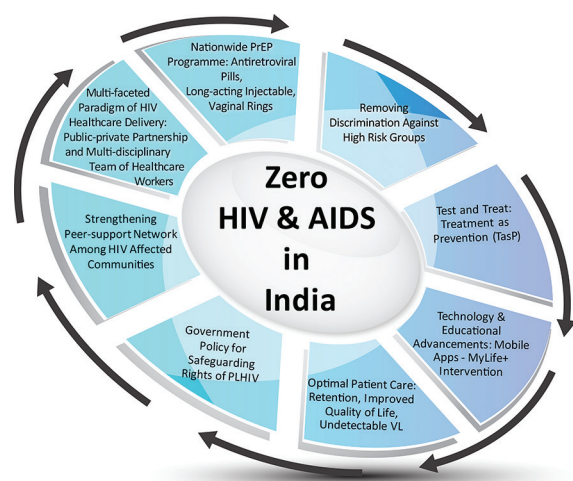 Zero
HIV & AIDS
in
India
Nationwide PrEP
Programme: Antiretroviral
Pills,
Long-acting Injectable,
Vaginal Rings
Removing
Discrimination Against
High Risk Groups
Test and Treat:
Treatment as
Prevention (TasP)
Technology &
Educational
Advancements: Mobile
Apps - MyLife+
Intervention
Optimal Patient Care:
Retention, Improved
Quality of Life,
Undetectable VL
Government
Policy for
Safeguarding
Rights of PLHIV
Strengthening
Peer-support Network
Among HIV Affected
Communities
Multi-faceted
Paradigm of HIV
Healthcare Delivery:
Public-private Partnership
and Multi-disciplinary
Team of Healthcare
Workers